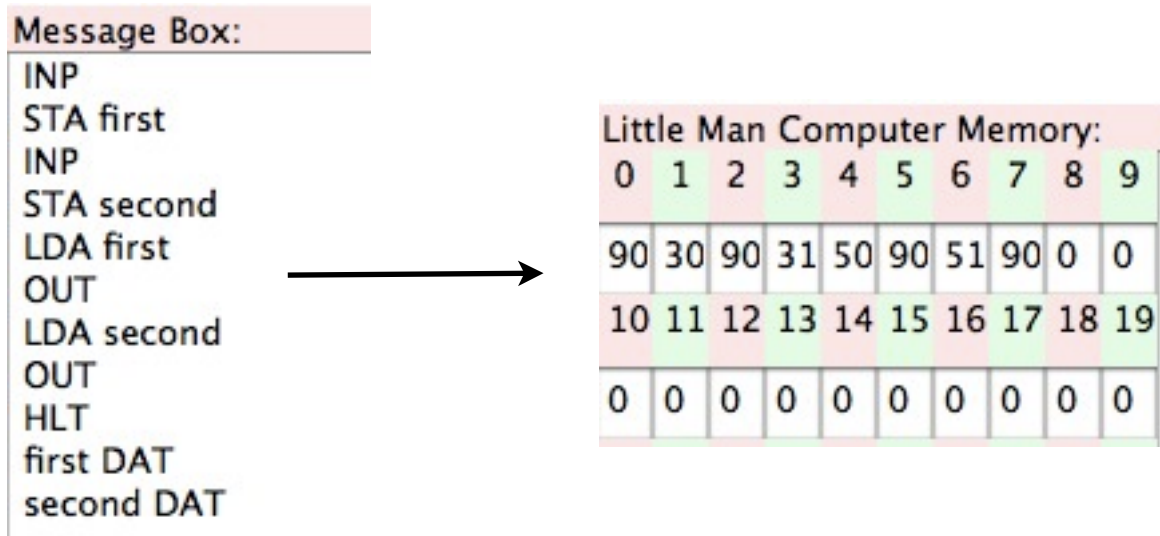 Message Box:
INP
STA first
INP
STA second
LDA first
OUT
LDA second
OUT
HLT
first DAT
second DAT
Little Man Computer Memory:
0 1 2 3 4 5 6 7 8 9
90 30 90 31 50 90 51 90 0 0
10 11 12 13 14 15 16 17 18 19
0 0 0 0 0 0 0 0 0 0